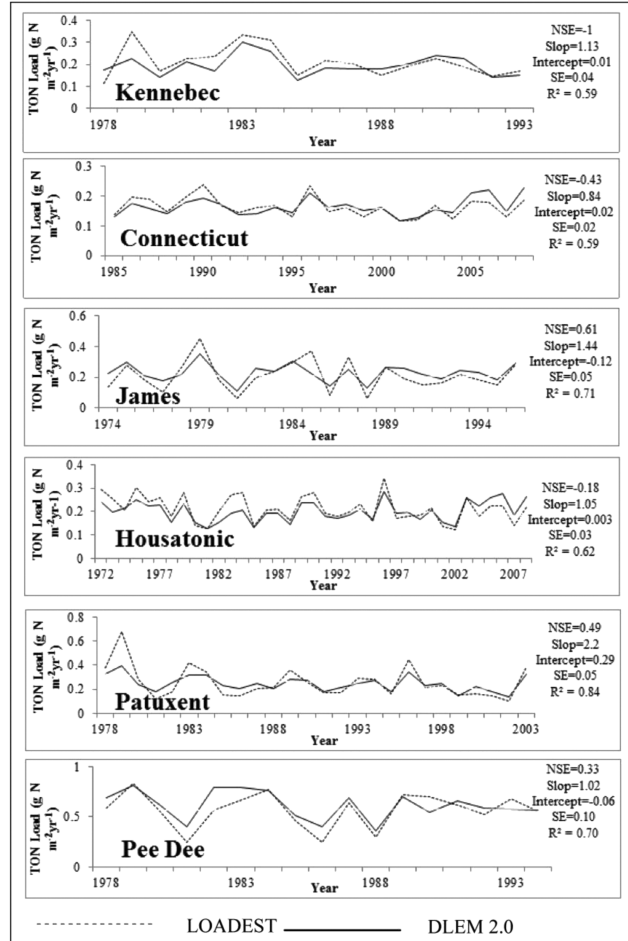 TON Load (g N
m⁻²yr⁻¹)
0.4
0.3
0.2
0.1
0
Kennebec
1978
1983
1988
1993
Year
NSE=-1
Slop=1.13
Intercept=0.01
SE=0.04
R² = 0.59
TON Load (g N
m⁻²yr⁻¹)
0.3
0.2
0.1
0
Connecticut
1985
1990
1995
2000
2005
Year
NSE=-0.43
Slop=0.84
Intercept=0.02
SE=0.02
R² = 0.59
TON Load (g N
m⁻²yr⁻¹)
0.6
0.4
0.2
0
James
1974
1979
1984
1989
1994
Year
NSE=0.61
Slop=1.44
Intercept=-0.12
SE=0.05
R² = 0.71
TON Load (g N
m⁻²yr-1)
0.4
0.3
0.2
0.1
0
Housatonic
1972
1977
1982
1987
1992
1997
2002
2007
Year
NSE=-0.18
Slop=1.05
Intercept=0.003
SE=0.03
R² = 0.62
TON Load (g N
m⁻²yr⁻¹)
0.8
0.6
0.4
0.2
0
Patuxent
1978
1983
1988
1993
1998
2003
Year
NSE=0.49
Slop=2.2
Intercept=0.29
SE=0.05
R² = 0.84
TON Load (g N
m⁻²yr⁻¹)
1
0.5
0
Pee Dee
1978
1983
1988
1993
Year
NSE=0.33
Slop=1.02
Intercept=-0.06
SE=0.10
R² = 0.70
LOADEST
DLEM 2.0